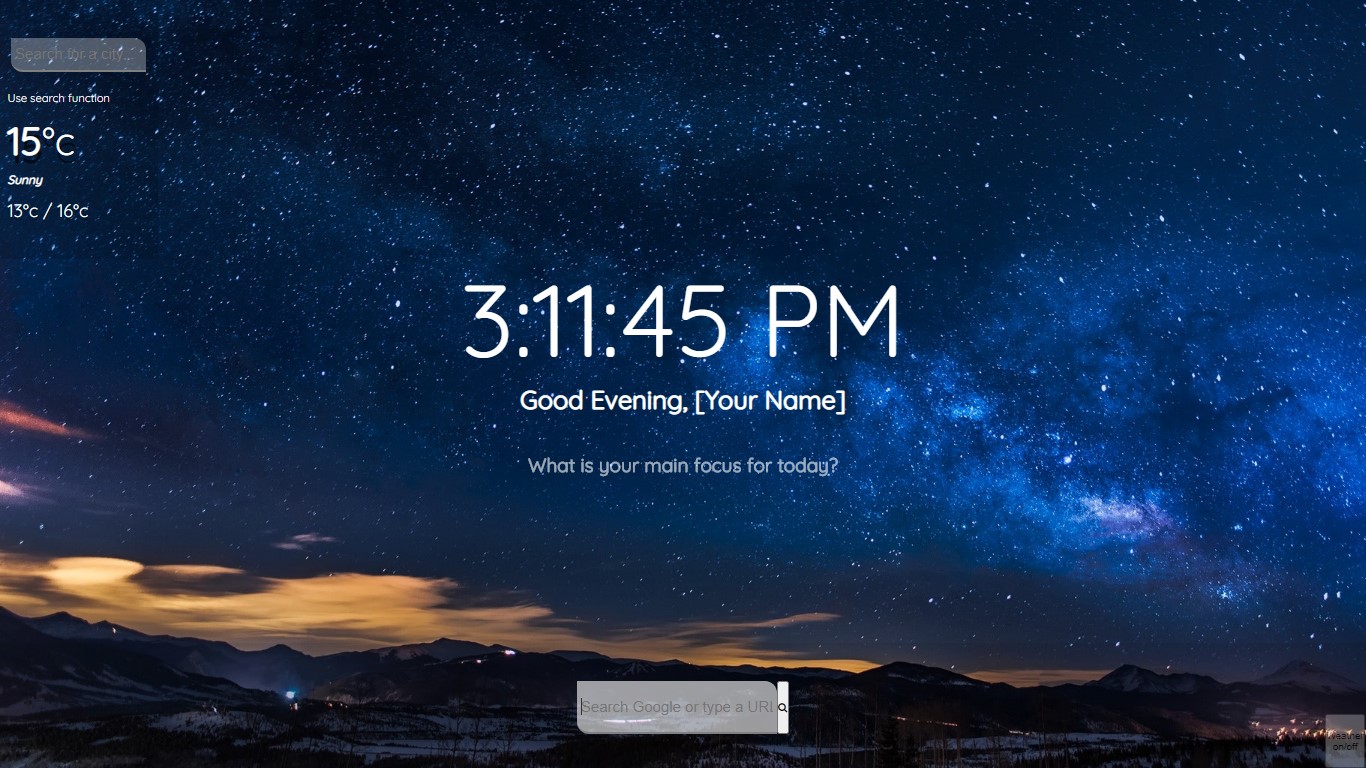 Search for a city...
Use search function
15°C
Sunny
13°c / 16°c
3:11:45 PM
Good Evening, [Your Name]
What is your main focus for today?
Search Google or type a URL
Weather
on/off